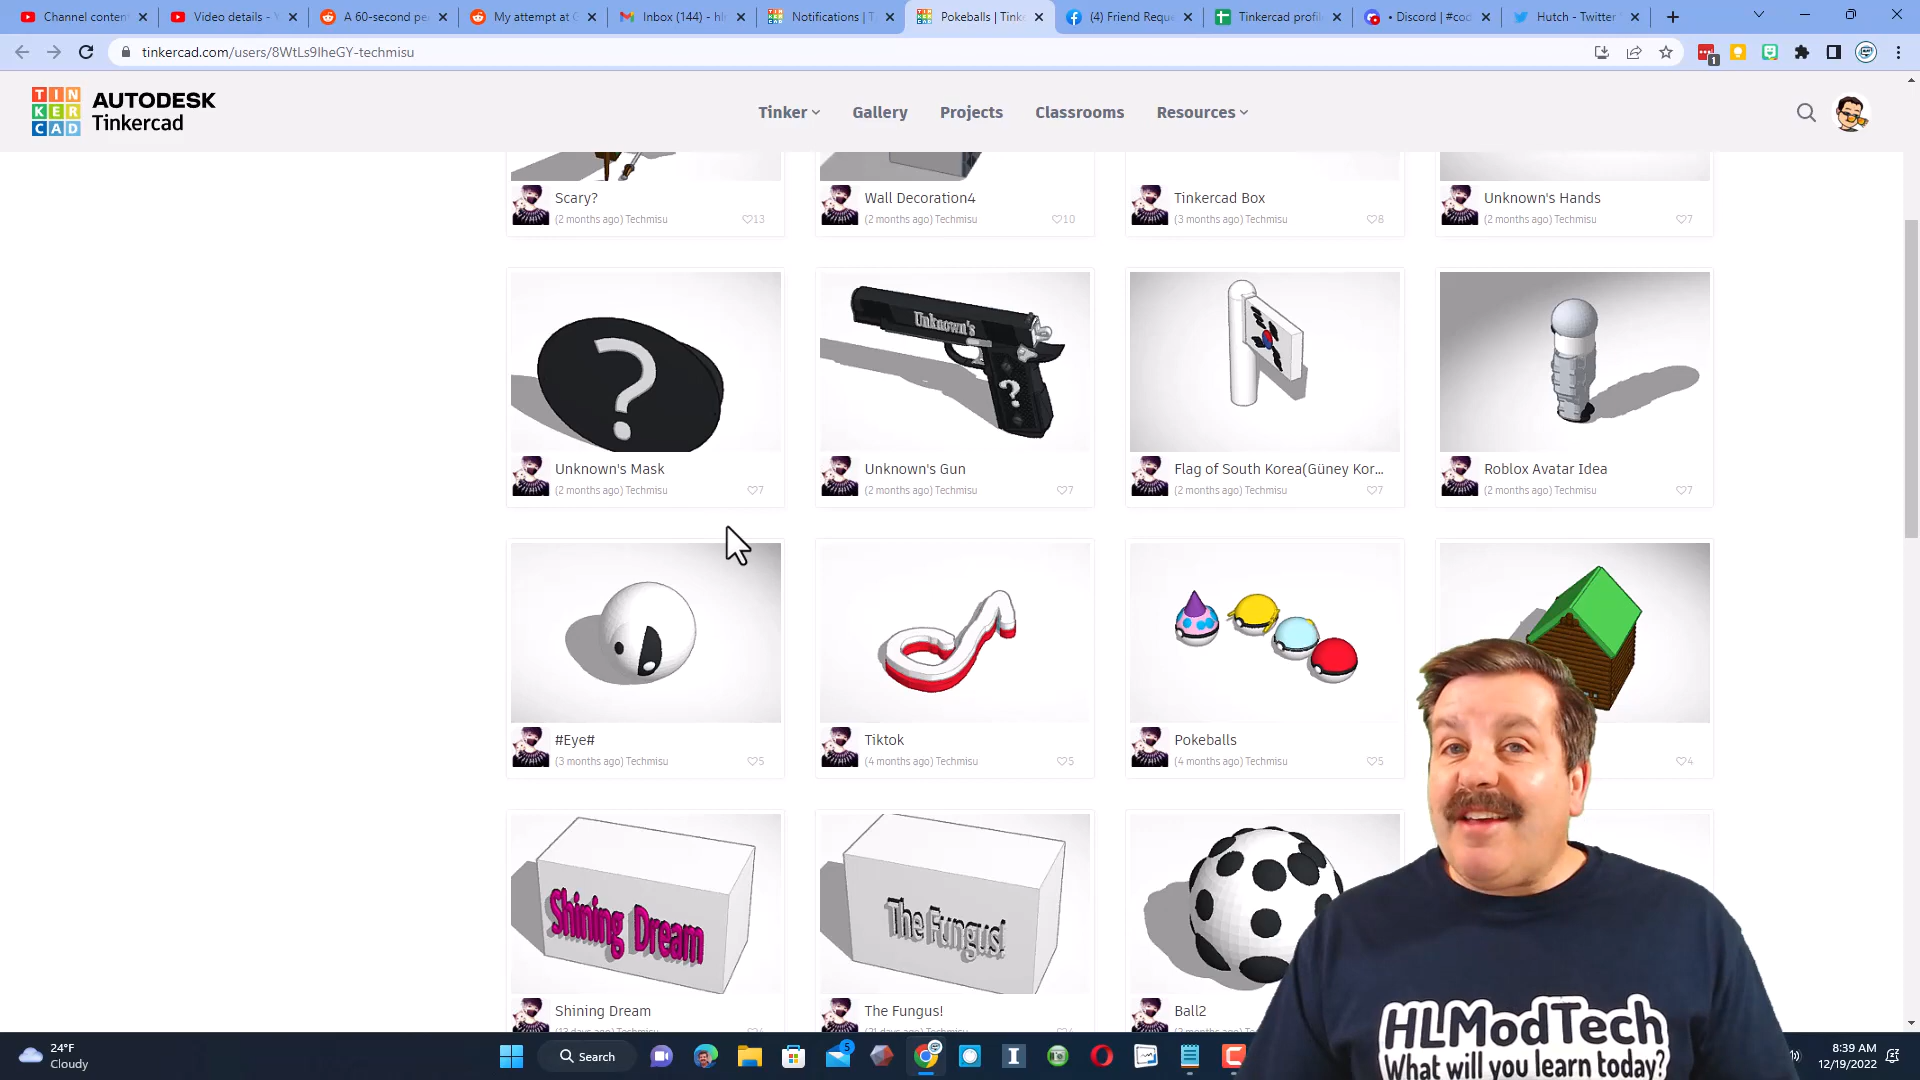 Channel content
Video details - Y
A 60-second pe
My attempt at G
Inbox (144) - hln
Notifications | T
Pokeballs | Tinke
(4) Friend Reque
Tinkercad profil
• Discord | #cod
Hutch - Twitter
tinkercad.com/users/8WtLs9IheGY-techmisu
1
TINKERCAD
AUTODESK
Tinkercad
Tinker
Gallery
Projects
Classrooms
Resources
Scary?
(2 months ago) Techmisu
13
Wall Decoration4
(2 months ago) Techmisu
10
Tinkercad Box
(3 months ago) Techmisu
8
Unknown's Hands
(2 months ago) Techmisu
7
?
Unknown's Mask
(2 months ago) Techmisu
7
Unknown's
?
Unknown's Gun
(2 months ago) Techmisu
7
Flag of South Korea(Güney Kor...
(2 months ago) Techmisu
7
Roblox Avatar Idea
(2 months ago) Techmisu
7
#Eye#
(3 months ago) Techmisu
5
Tiktok
(4 months ago) Techmisu
5
Pokeballs
(4 months ago) Techmisu
5
4
Shining Dream
Shining Dream
The Fungus!
The Fungus!
Ball2
HLModTech
What will you learn today?
24°F
Cloudy
Search
5
8:39 AM
12/19/2022